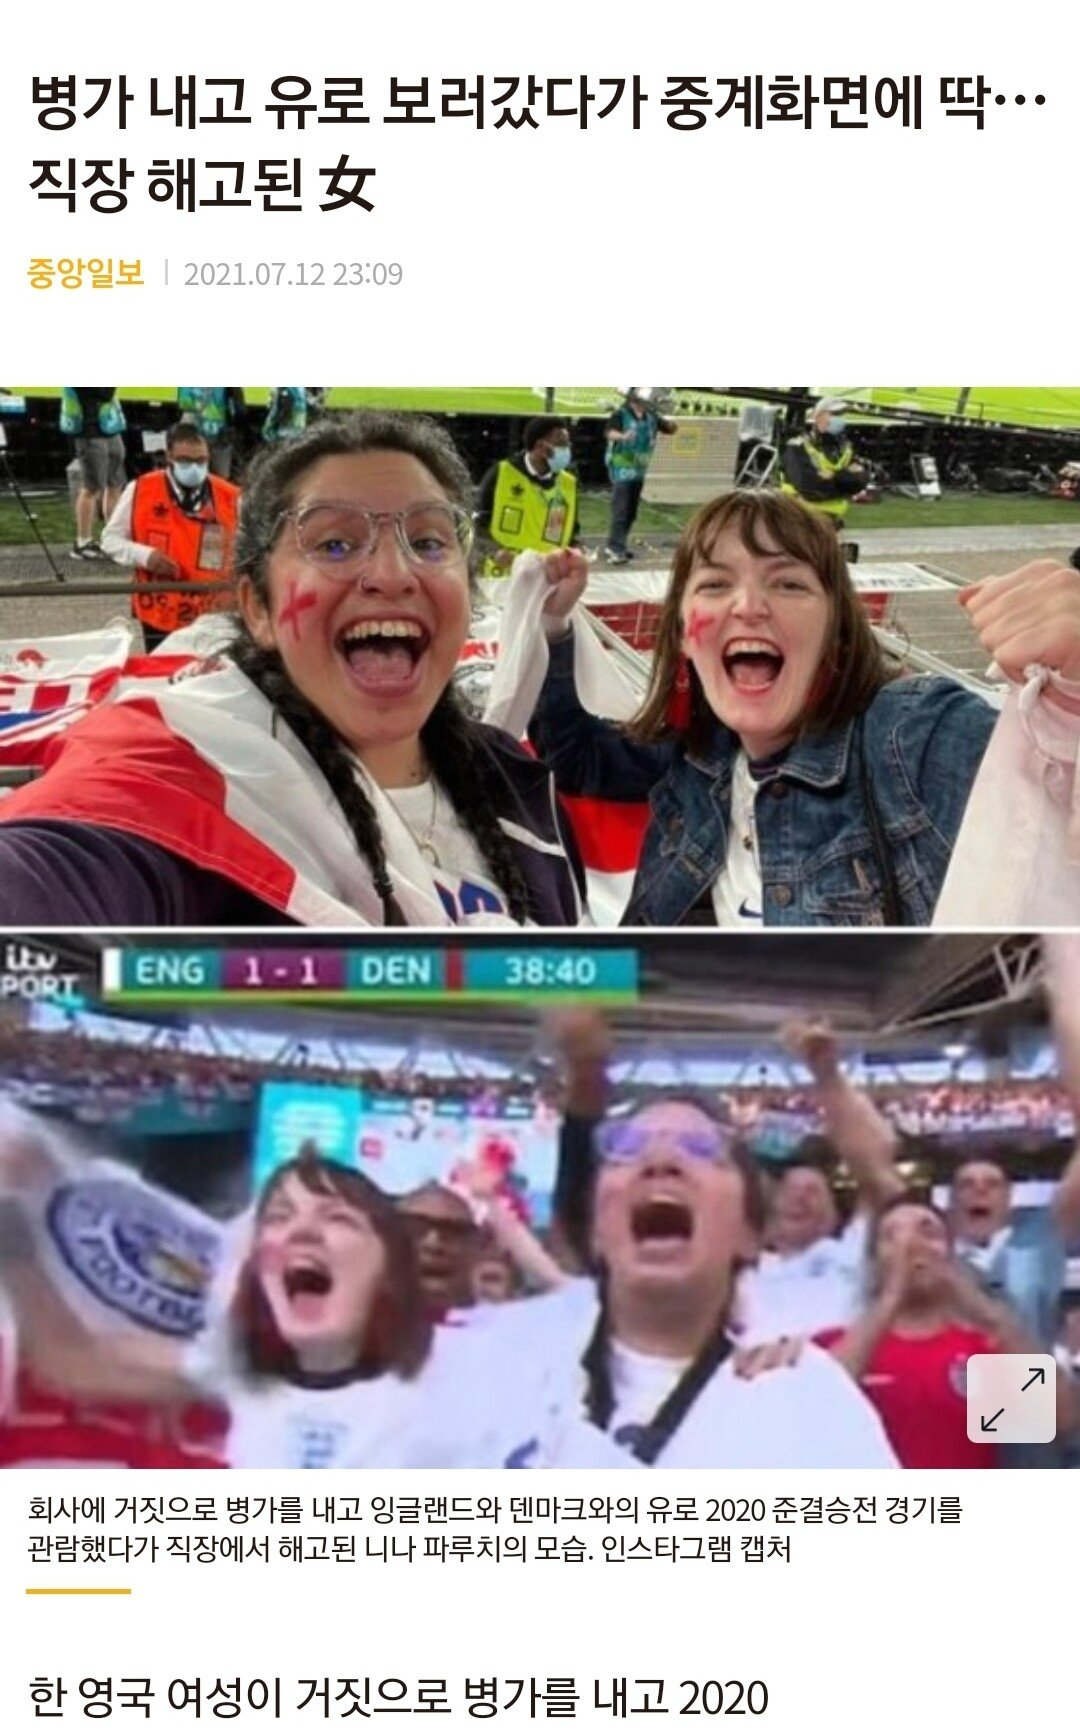 병가 내고 유로 보러갔다가 중계화면에 딱…
직장 해고된 女
중앙일보 | 2021.07.12 23:09
itv
SPORT
ENG 1 - 1 DEN 38:40
회사에 거짓으로 병가를 내고 잉글랜드와 덴마크와의 유로 2020 준결승전 경기를
관람했다가 직장에서 해고된 니나 파루치의 모습. 인스타그램 캡처
한 영국 여성이 거짓으로 병가를 내고 2020